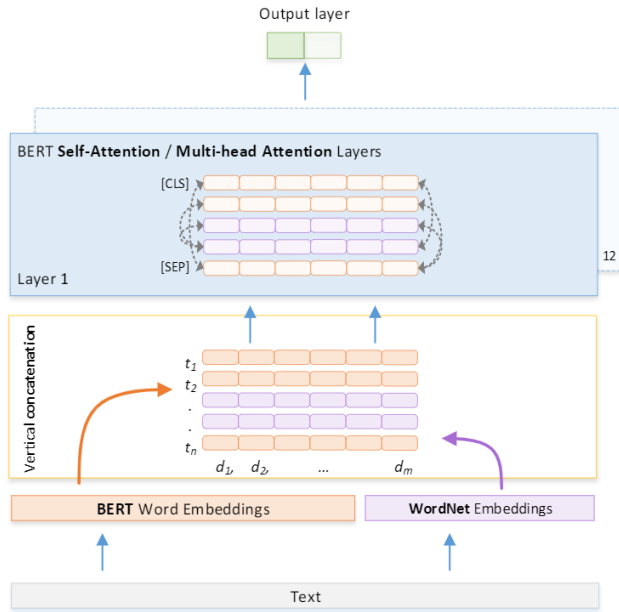 Output layer
BERT Self-Attention / Multi-head Attention Layers
[CLS]
[SEP]
Layer 1
12
Vertical concatenation
t1
t2
.
.
tn
d1, d2, ... dm
BERT Word Embeddings
WordNet Embeddings
Text